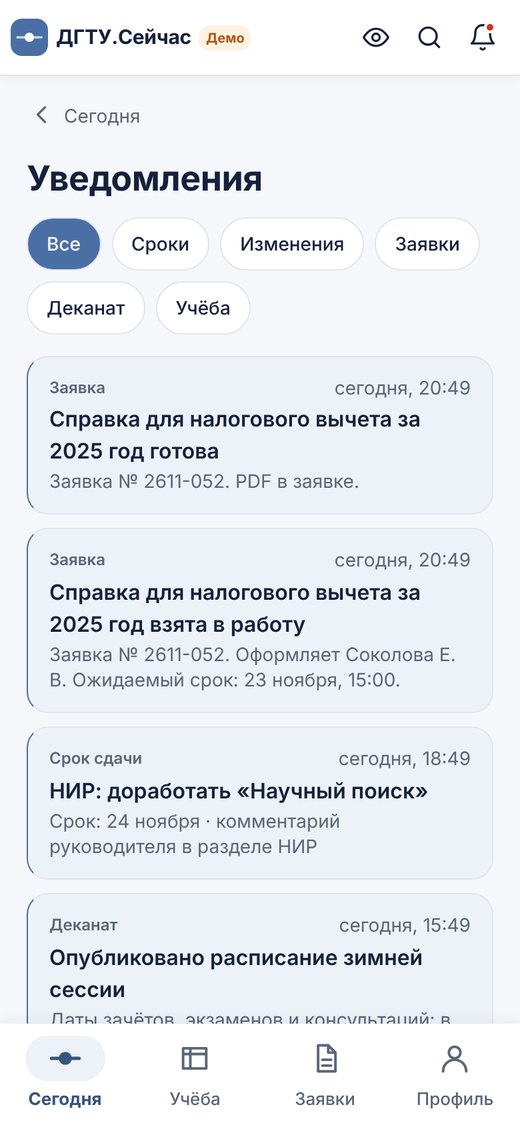 ДГТУ.Сейчас Демо
Сегодня
Уведомления
Все Сроки Изменения Заявки
Деканат Учёба
Заявка сегодня, 20:49
Справка для налогового вычета за
2025 год готова
Заявка № 2611-052. PDF в заявке.
Заявка сегодня, 20:49
Справка для налогового вычета за
2025 год взята в работу
Заявка № 2611-052. Оформляет Соколова Е.
В. Ожидаемый срок: 23 ноября, 15:00.
Срок сдачи сегодня, 18:49
НИР: доработать «Научный поиск»
Срок: 24 ноября · комментарий
руководителя в разделе НИР
Деканат сегодня, 15:49
Опубликовано расписание зимней
сессии
Даты зачётов, экзаменов и консультаций: в
Сегодня Учёба Заявки Профиль